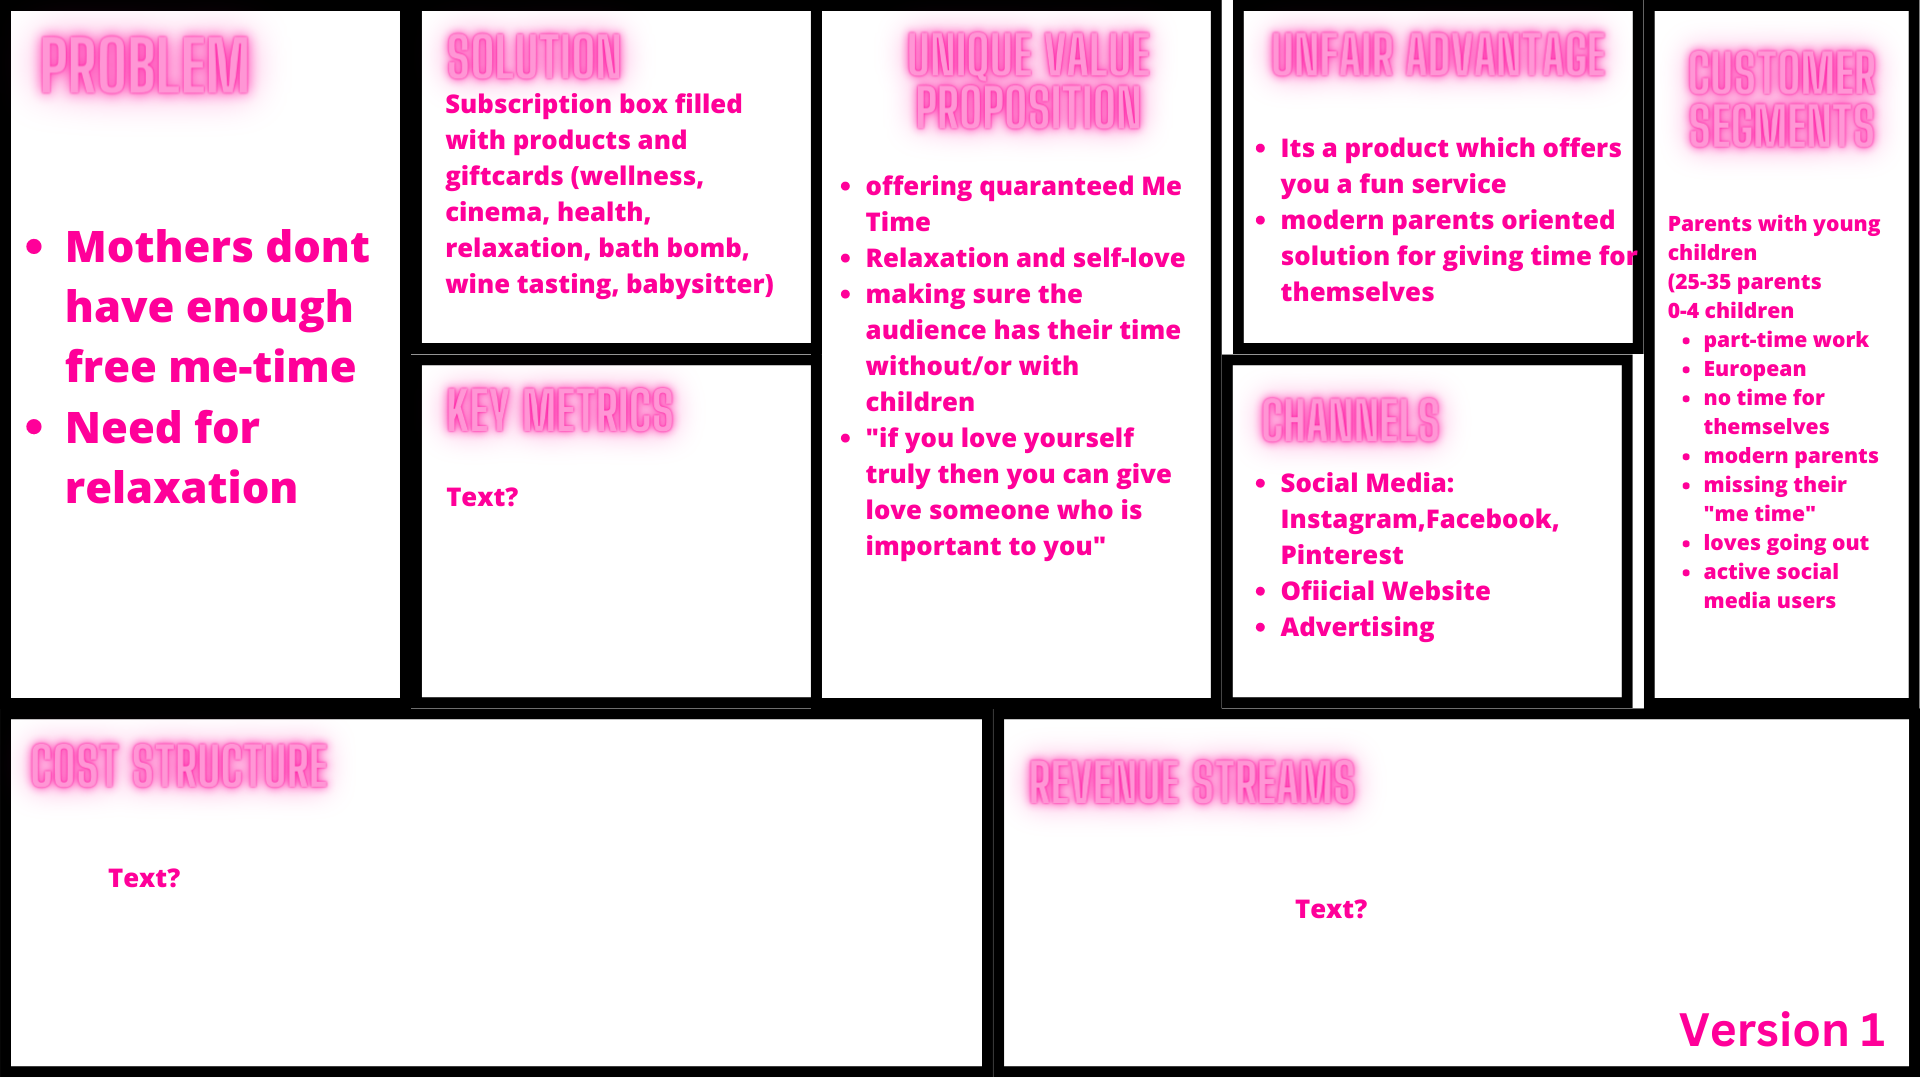 PROBLEM
• Mothers dont
have enough
free me-time
• Need for
relaxation
SOLUTION
Subscription box filled
with products and
giftcards (wellness,
cinema, health,
relaxation, bath bomb,
wine tasting, babysitter)
KEY METRICS
Text?
UNIQUE VALUE
PROPOSITION
• offering quaranteed Me
Time
• Relaxation and self-love
• making sure the
audience has their time
without/or with
children
• "if you love yourself
truly then you can give
love someone who is
important to you"
UNFAIR ADVANTAGE
• Its a product which offers
you a fun service
• modern parents oriented
solution for giving time for
themselves
CHANNELS
• Social Media:
Instagram,Facebook,
Pinterest
• Ofiicial Website
• Advertising
CUSTOMER
SEGMENTS
Parents with young
children
(25-35 parents
0-4 children
• part-time work
• European
• no time for
themselves
• modern parents
• missing their
"me time"
• loves going out
• active social
media users
COST STRUCTURE
Text?
REVENUE STREAMS
Text?
Version 1